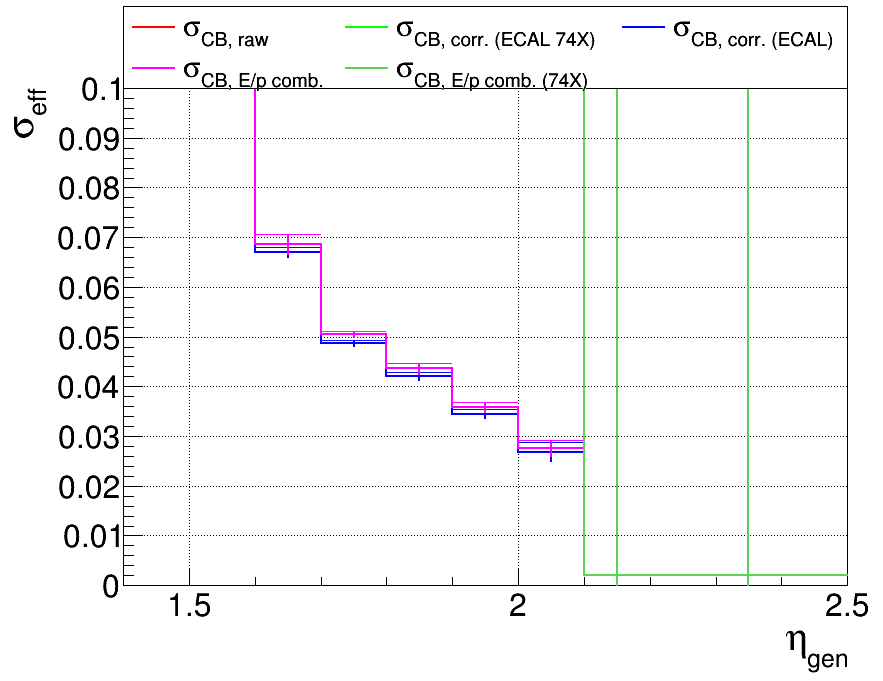 σCB, raw σCB, corr. (ECAL 74X) σCB, corr. (ECAL)
σCB, E/p comb. σCB, E/p comb. (74X)
σeff
0.1
0.09
0.08
0.07
0.06
0.05
0.04
0.03
0.02
0.01
0
1.5 2 2.5
ηgen